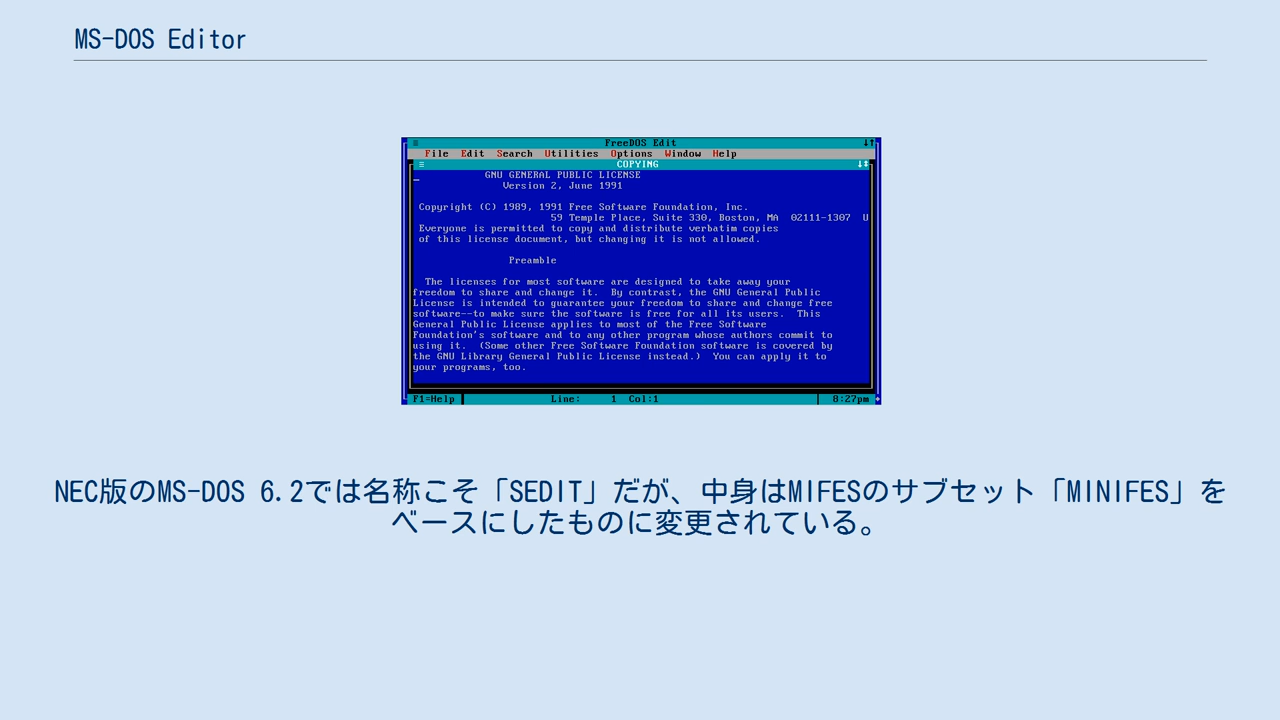 MS-DOS Editor
FreeDOS Edit
File Edit Search Utilities Options Window Help
COPYING
GNU GENERAL PUBLIC LICENSE
Version 2, June 1991
Copyright (C) 1989, 1991 Free Software Foundation, Inc.
59 Temple Place, Suite 330, Boston, MA 02111-1307 U
Everyone is permitted to copy and distribute verbatim copies
of this license document, but changing it is not allowed.
Preamble
The licenses for most software are designed to take away your
freedom to share and change it. By contrast, the GNU General Public
License is intended to guarantee your freedom to share and change free
software--to make sure the software is free for all its users. This
General Public License applies to most of the Free Software
Foundation's software and to any other program whose authors commit to
using it. (Some other Free Software Foundation software is covered by
the GNU Library General Public License instead.) You can apply it to
your programs, too.
F1=Help Line: 1 Col:1 8:27pm
NEC版のMS-DOS 6.2では名称こそ「SEDIT」だが、中身はMIFESのサブセット「MINIFES」を
ベースにしたものに変更されている。